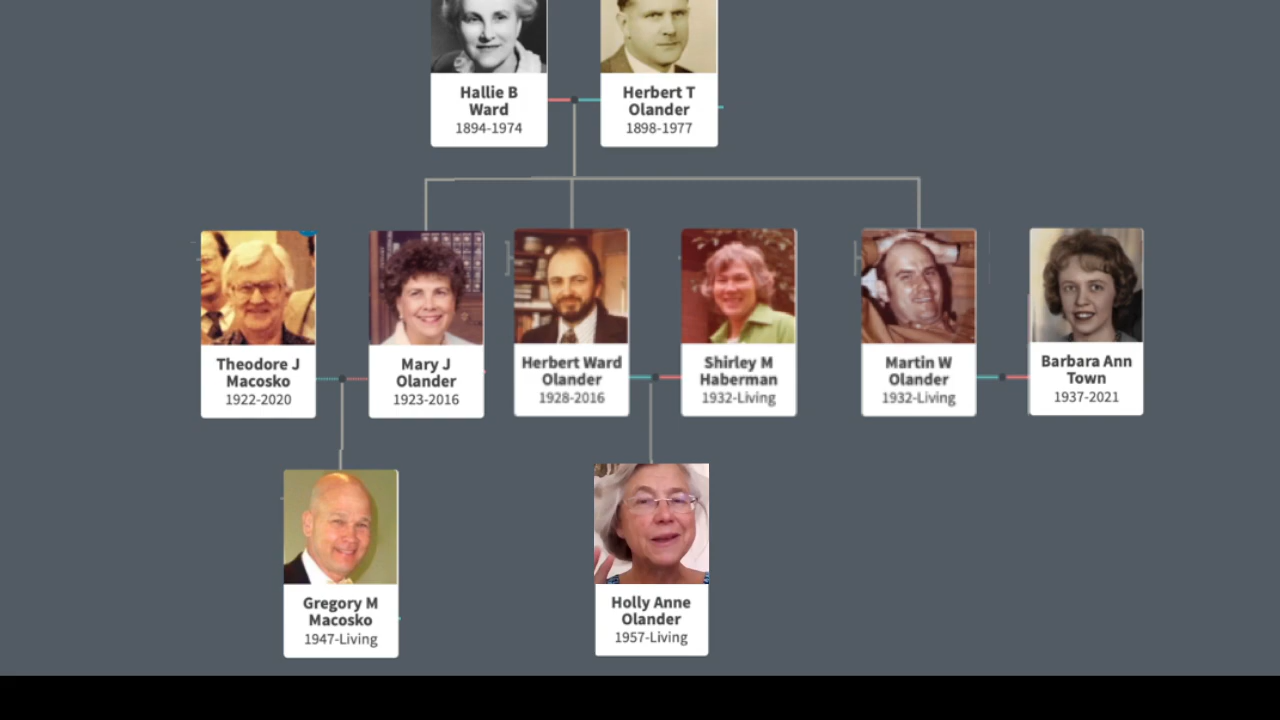 Hallie B
Ward
1894-1974
Herbert T
Olander
1898-1977
Theodore J
Macosko
1922-2020
Mary J
Olander
1923-2016
Herbert Ward
Olander
1928-2016
Shirley M
Haberman
1932-Living
Martin W
Olander
1932-Living
Barbara Ann
Town
1937-2021
Gregory M
Macosko
1947-Living
Holly Anne
Olander
1957-Living